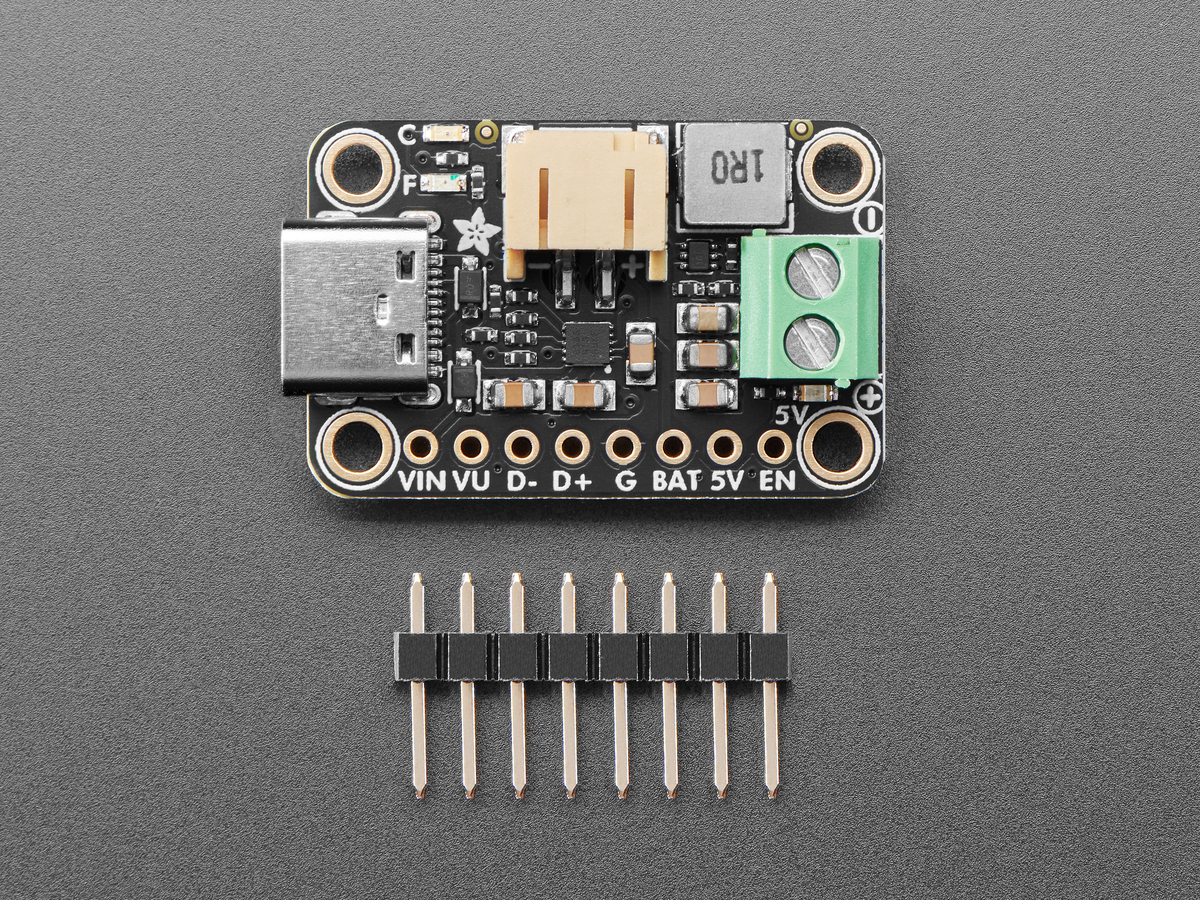 C
F
1R0
-
- +
5V
+
VIN VU D- D+ G BAT 5V EN